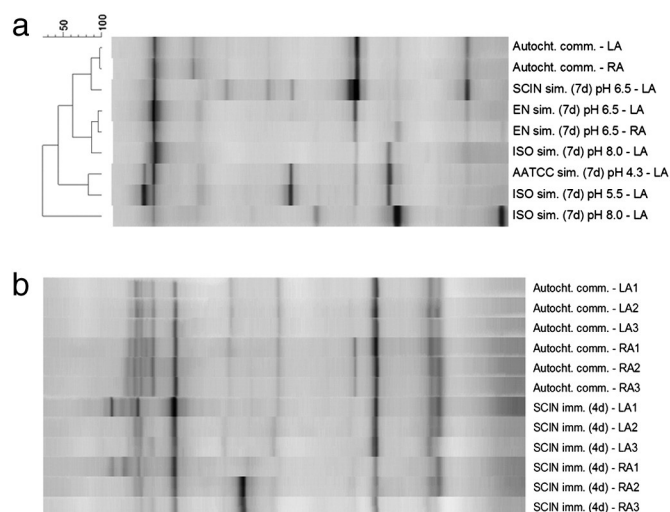 a
50
100
Autocht. comm. - LA
Autocht. comm. - RA
SCIN sim. (7d) pH 6.5 - LA
EN sim. (7d) pH 6.5 - LA
EN sim. (7d) pH 6.5 - RA
ISO sim. (7d) pH 8.0 - LA
AATCC sim. (7d) pH 4.3 - LA
ISO sim. (7d) pH 5.5 - LA
ISO sim. (7d) pH 8.0 - LA
b
Autocht. comm. - LA1
Autocht. comm. - LA2
Autocht. comm. - LA3
Autocht. comm. - RA1
Autocht. comm. - RA2
Autocht. comm. - RA3
SCIN imm. (4d) - LA1
SCIN imm. (4d) - LA2
SCIN imm. (4d) - LA3
SCIN imm. (4d) - RA1
SCIN imm. (4d) - RA2
SCIN imm. (4d) - RA3